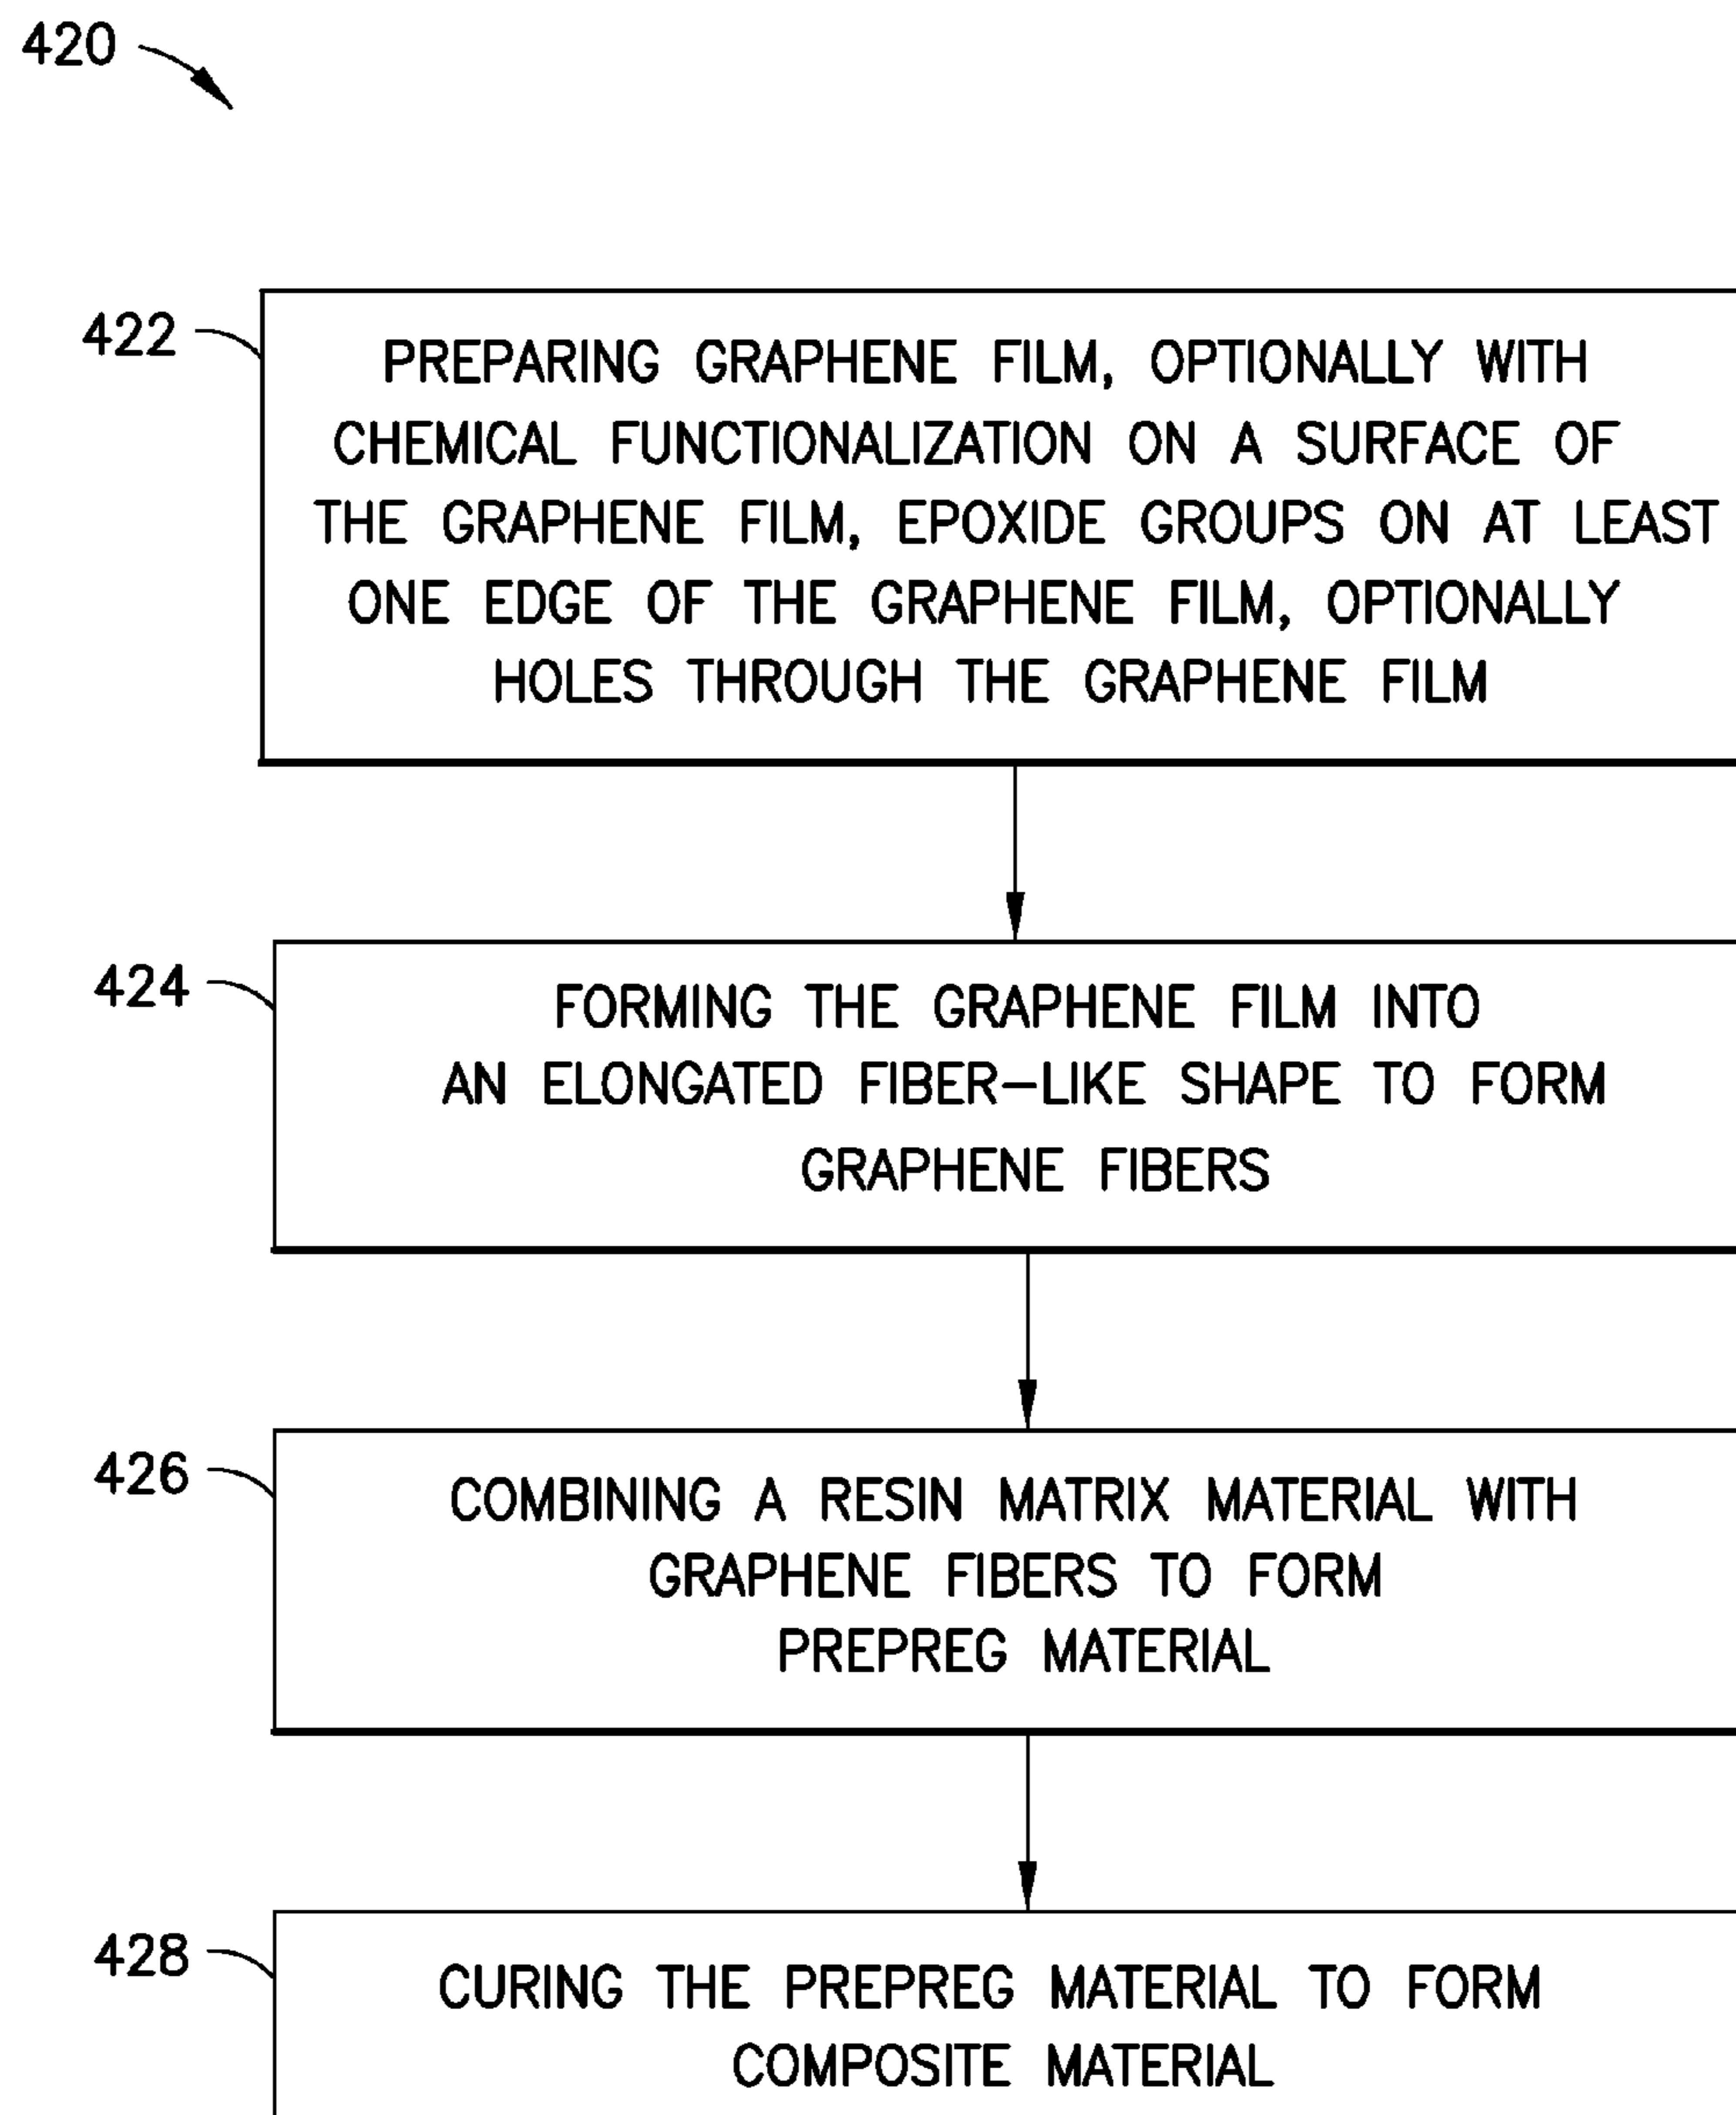 420
422
PREPARING GRAPHENE FILM, OPTIONALLY WITH
CHEMICAL FUNCTIONALIZATION ON A SURFACE OF
THE GRAPHENE FILM, EPOXIDE GROUPS ON AT LEAST
ONE EDGE OF THE GRAPHENE FILM, OPTIONALLY
HOLES THROUGH THE GRAPHENE FILM
424
FORMING THE GRAPHENE FILM INTO
AN ELONGATED FIBER-LIKE SHAPE TO FORM
GRAPHENE FIBERS
426
COMBINING A RESIN MATRIX MATERIAL WITH
GRAPHENE FIBERS TO FORM
PREPREG MATERIAL
428
CURING THE PREPREG MATERIAL TO FORM
COMPOSITE MATERIAL